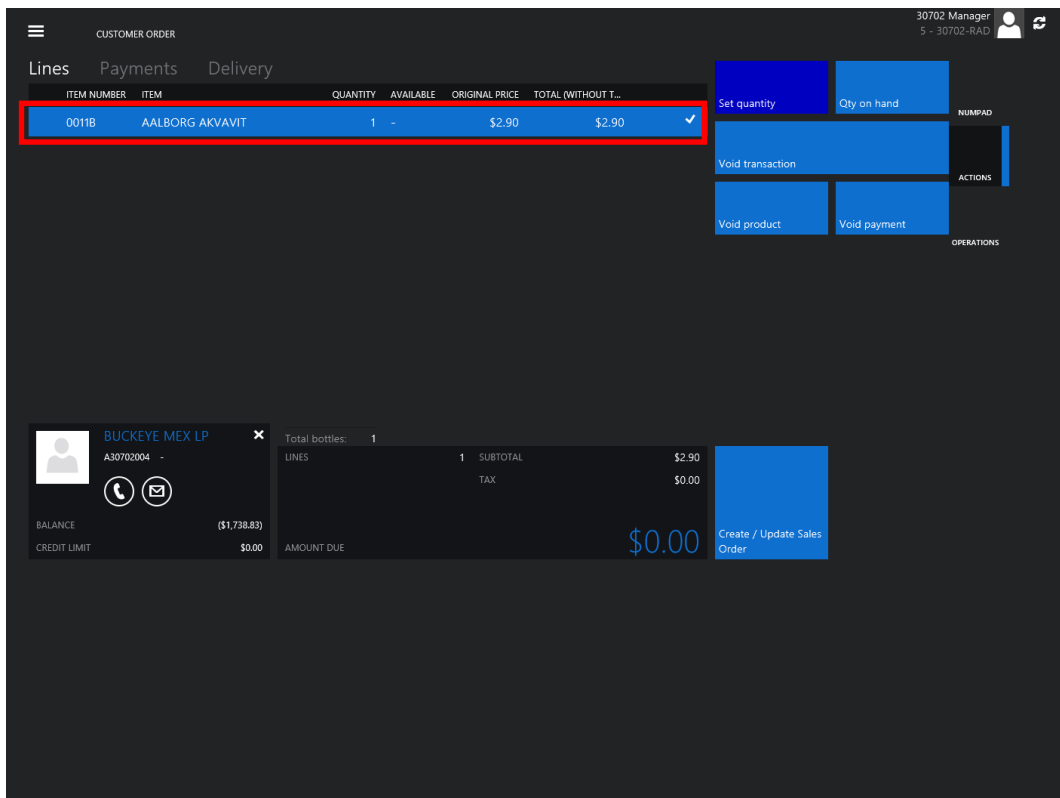 30702 Manager
5 - 30702-RAD
CUSTOMER ORDER
Lines Payments Delivery
ITEM NUMBER ITEM QUANTITY AVAILABLE ORIGINAL PRICE TOTAL (WITHOUT T...
0011B AALBORG AKVAVIT 1 - $2.90 $2.90
Set quantity Qty on hand
NUMPAD
Void transaction
ACTIONS
Void product Void payment
OPERATIONS
BUCKEYE MEX LP
A30702004 -
BALANCE ($1,738.83)
CREDIT LIMIT $0.00
Total bottles: 1
LINES 1 SUBTOTAL $2.90
TAX $0.00
AMOUNT DUE $0.00
Create / Update Sales
Order